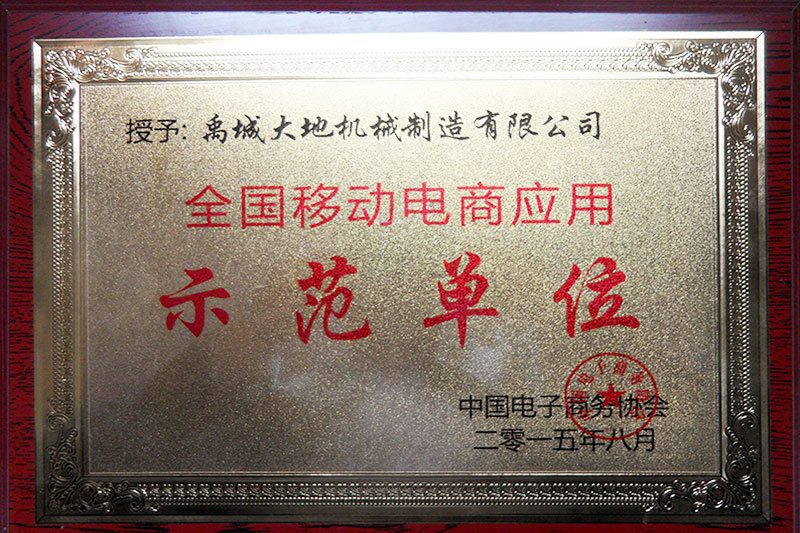 授予:禹城大地机械制造有限公司
全国移动电商应用
示范单位
中国电子商务协会
二零一五年八月